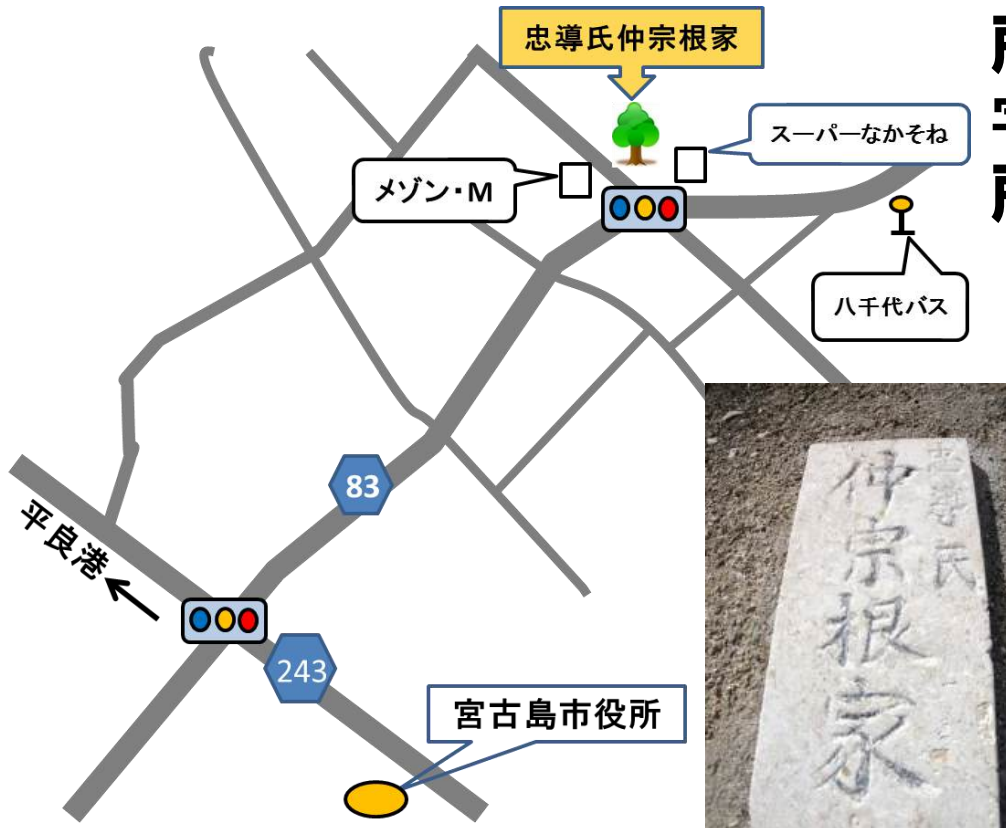 忠導氏仲宗根家
スーパーなかそね
メゾン・M
八千代バス
83
平良港
243
宮古島市役所
忠導氏
仲宗根家